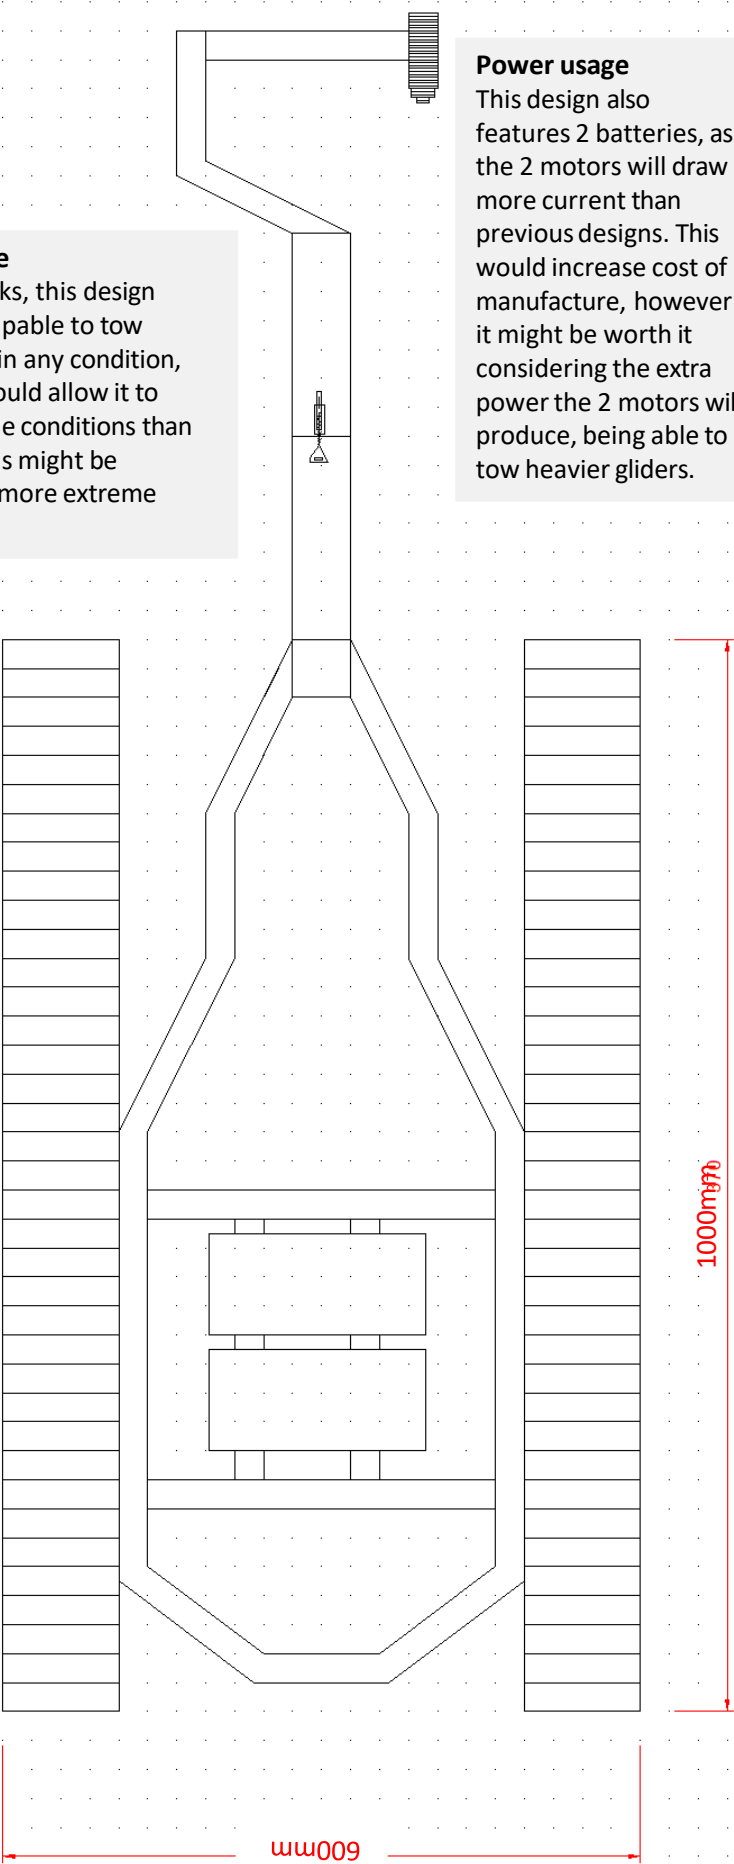 Power usage
This design also
features 2 batteries, as
the 2 motors will draw
more current than
previous designs. This
would increase cost of
manufacture, however
it might be worth it
considering the extra
power the 2 motors wil
produce, being able to
tow heavier gliders.
e
ks, this design
pable to tow
in any condition,
ould allow it to
e conditions than
s might be
more extreme
1000mm
600mm